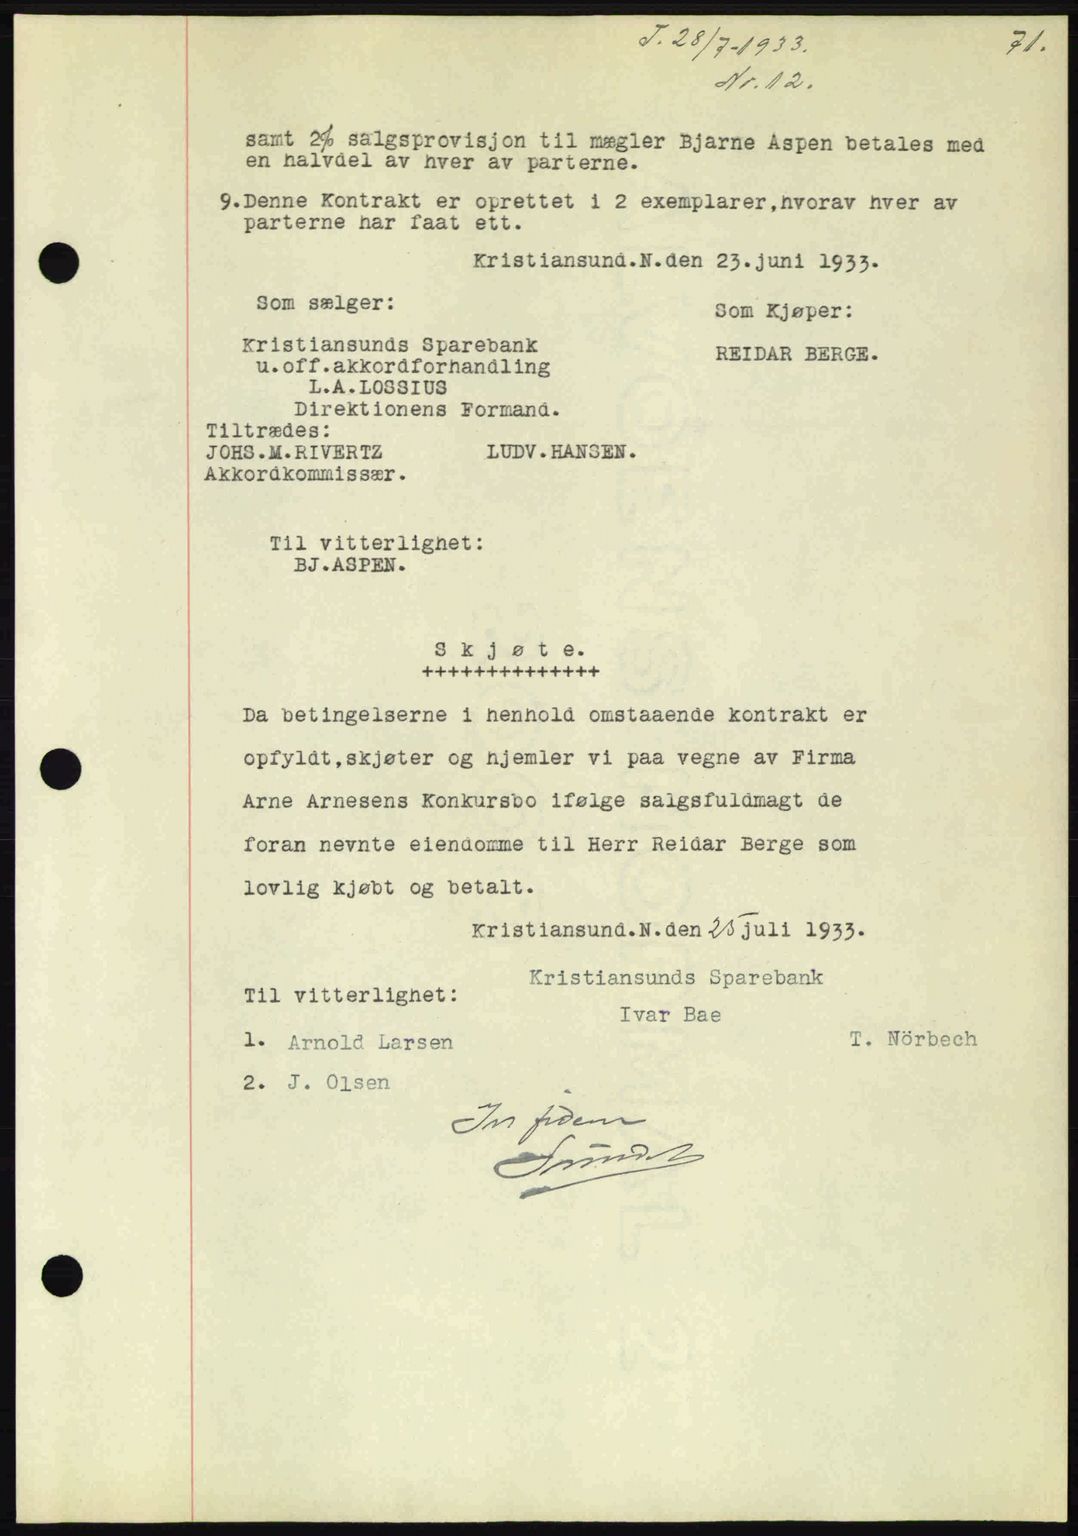 T. 28/7-1933. 71.
Nr. 12.
samt 2% salgsprovisjon til mægler Bjarne Aspen betales med
en halvdel av hver av parterne.
9.Denne Kontrakt er oprettet i 2 exemplarer,hvorav hver av
parterne har faat ett.
Kristiansund.N.den 23.juni 1933.
Som sælger:
Som Kjøper:
Kristiansunds Sparebank
REIDAR BERGE.
u.off.akkordforhandling
L.A.LOSSIUS
Direktionens Formand.
Tiltrædes:
JOHS.M.RIVERTZ LUDV.HANSEN.
Akkordkommissær.
Til vitterlighet:
BJ.ASPEN.
S k j ø t e.
++++++++++++++
Da betingelserne i henhold omstaaende kontrakt er
opfyldt,skjøter og hjemler vi paa vegne av Firma
Arne Arnesens Konkursbo ifølge salgsfuldmagt de
foran nevnte eiendomme til Herr Reidar Berge som
lovlig kjøbt og betalt.
Kristiansund.N.den 25 juli 1933.
Kristiansunds Sparebank
Til vitterlighet:
Ivar Bae
1. Arnold Larsen
T. Nörbech
2. J. Olsen
In fidem